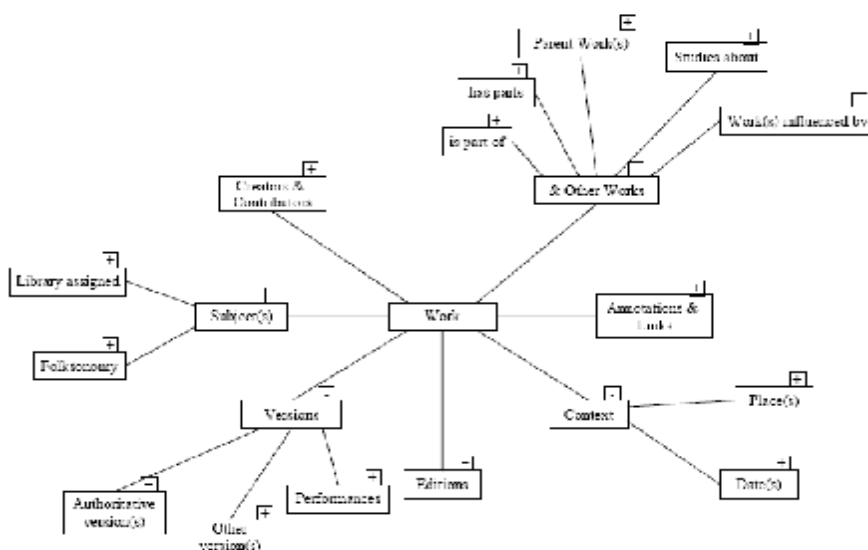 Parent Work(s)
Studies about
has parts
Work(s) influenced by
is part of
& Other Works
Creators &
Contributors
Library assigned
Subject(s)
Work
Annotations &
Links
Folksonomy
Versions
Context
Place(s)
Authoritative
version(s)
Other
version(s)
Performances
Editions
Date(s)